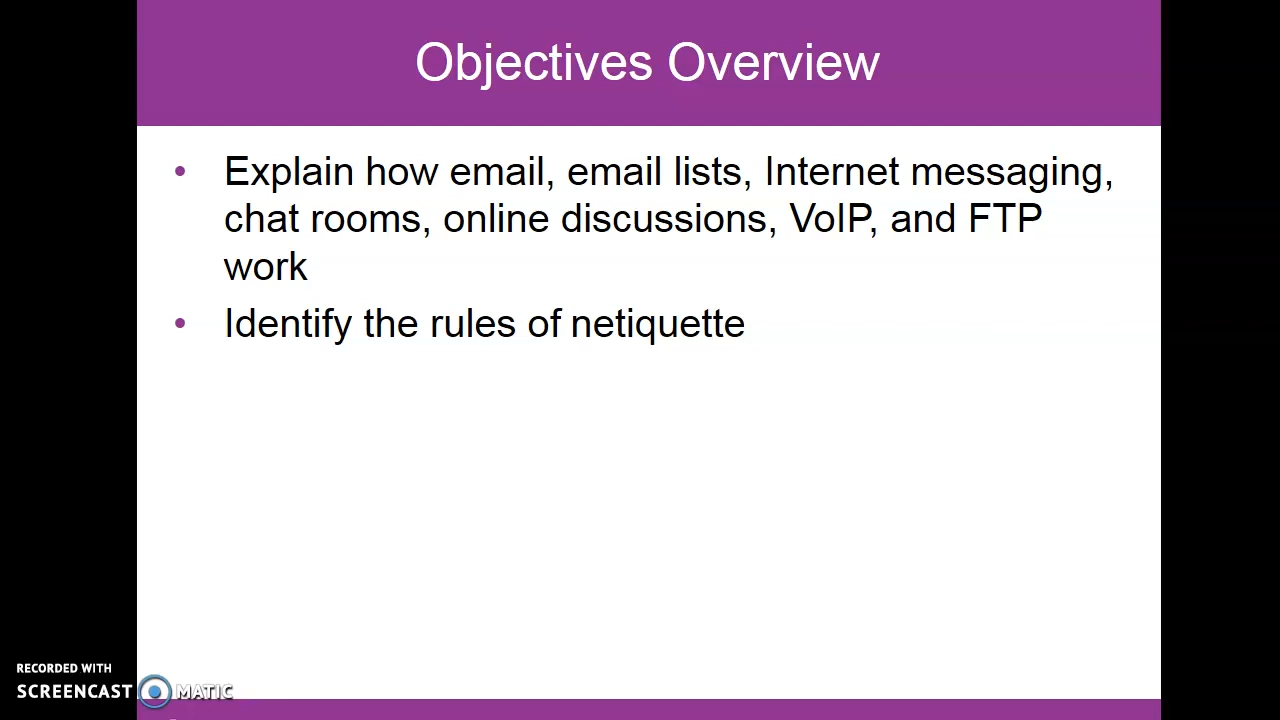 Objectives Overview
• Explain how email, email lists, Internet messaging,
chat rooms, online discussions, VoIP, and FTP
work
• Identify the rules of netiquette
RECORDED WITH
SCREENCAST MATIC